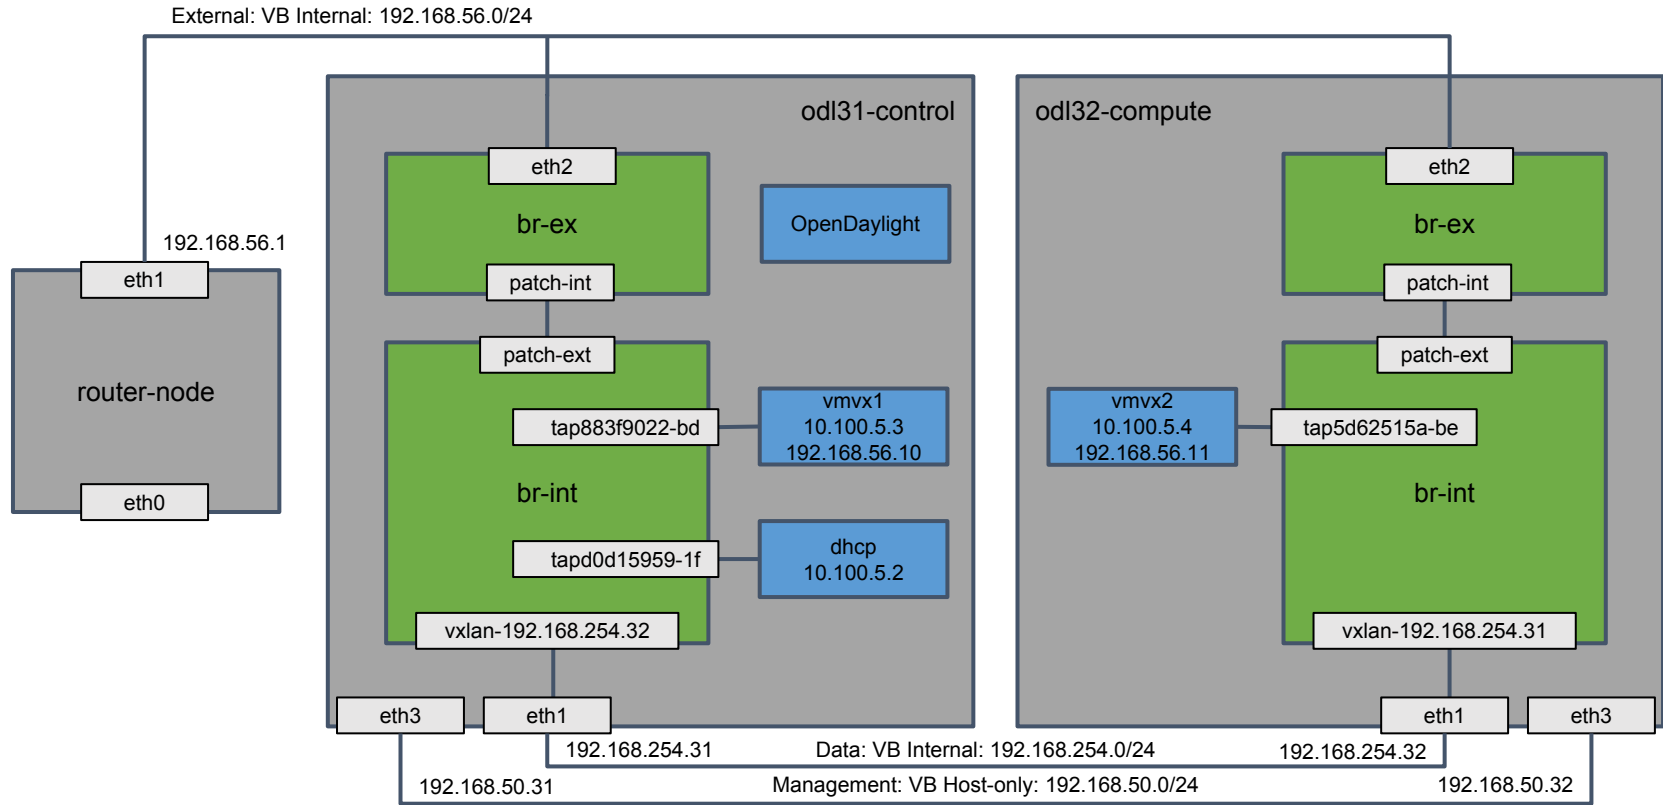 External: VB Internal: 192.168.56.0/24
odl31-control
odl32-compute
eth2
eth2
OpenDaylight
br-ex
br-ex
192.168.56.1
eth1
patch-int
patch-int
patch-ext
patch-ext
router-node
vmvx1
10.100.5.3
192.168.56.10
tap883f9022-bd
vmvx2
10.100.5.4
192.168.56.11
tap5d62515a-be
br-int
br-int
eth0
tapd0d15959-1f
dhcp
10.100.5.2
vxlan-192.168.254.32
vxlan-192.168.254.31
eth3
eth1
eth1
eth3
192.168.254.31
Data: VB Internal: 192.168.254.0/24
192.168.254.32
192.168.50.31
Management: VB Host-only: 192.168.50.0/24
192.168.50.32